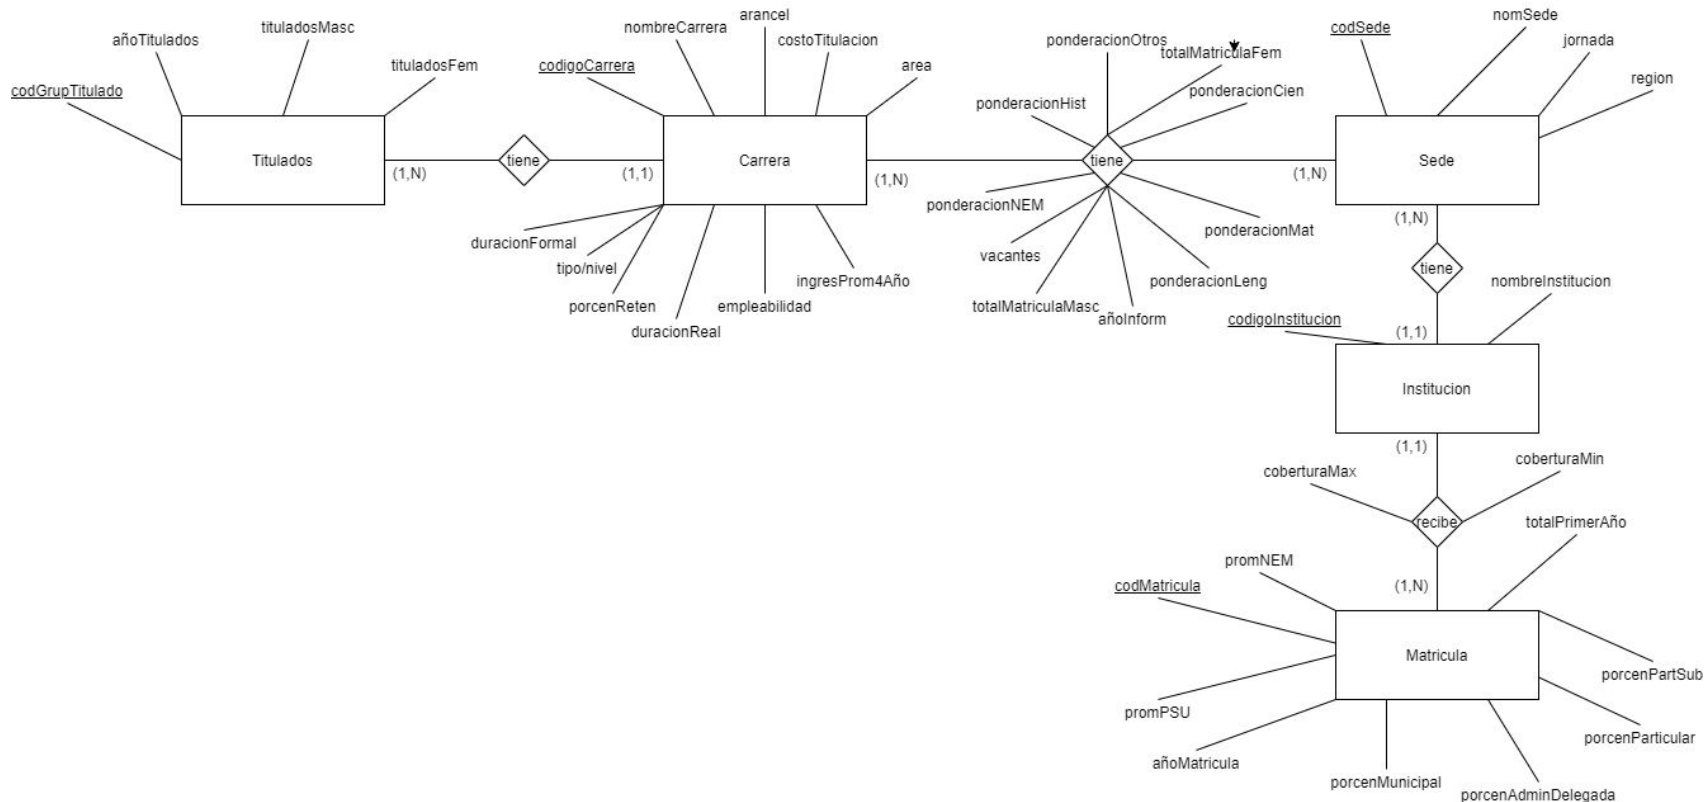 codGrupTitulado
añoTitulados
tituladosMasc
tituladosFem
Titulados
(1,N)
tiene
(1,1)
codigoCarrera
nombreCarrera
arancel
costoTitulacion
area
Carrera
duracionFormal
tipo/nivel
porcenReten
duracionReal
empleabilidad
ingresProm4Año
(1,N)
ponderacionOtros
totalMatriculaFem
ponderacionHist
ponderacionCien
tiene
ponderacionNEM
ponderacionMat
vacantes
ponderacionLeng
totalMatriculaMasc
añoInform
(1,N)
codSede
nomSede
jornada
region
Sede
(1,N)
tiene
(1,1)
codigoInstitucion
nombreInstitucion
Institucion
(1,1)
coberturaMax
coberturaMin
recibe
(1,N)
totalPrimerAño
promNEM
codMatricula
Matricula
porcenPartSub
promPSU
porcenParticular
añoMatricula
porcenMunicipal
porcenAdminDelegada